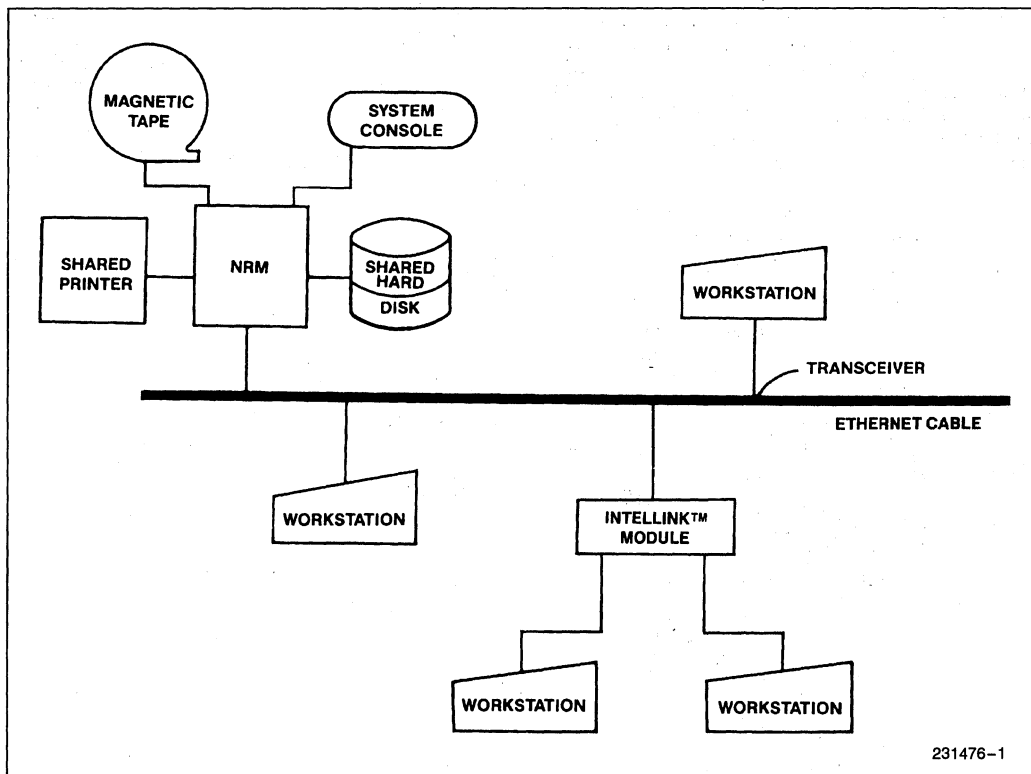 MAGNETIC
TAPE
SYSTEM
CONSOLE
SHARED
PRINTER
NRM
SHARED
HARD
DISK
WORKSTATION
TRANSCEIVER
ETHERNET CABLE
WORKSTATION
INTELLINK™
MODULE
WORKSTATION
WORKSTATION
231476-1